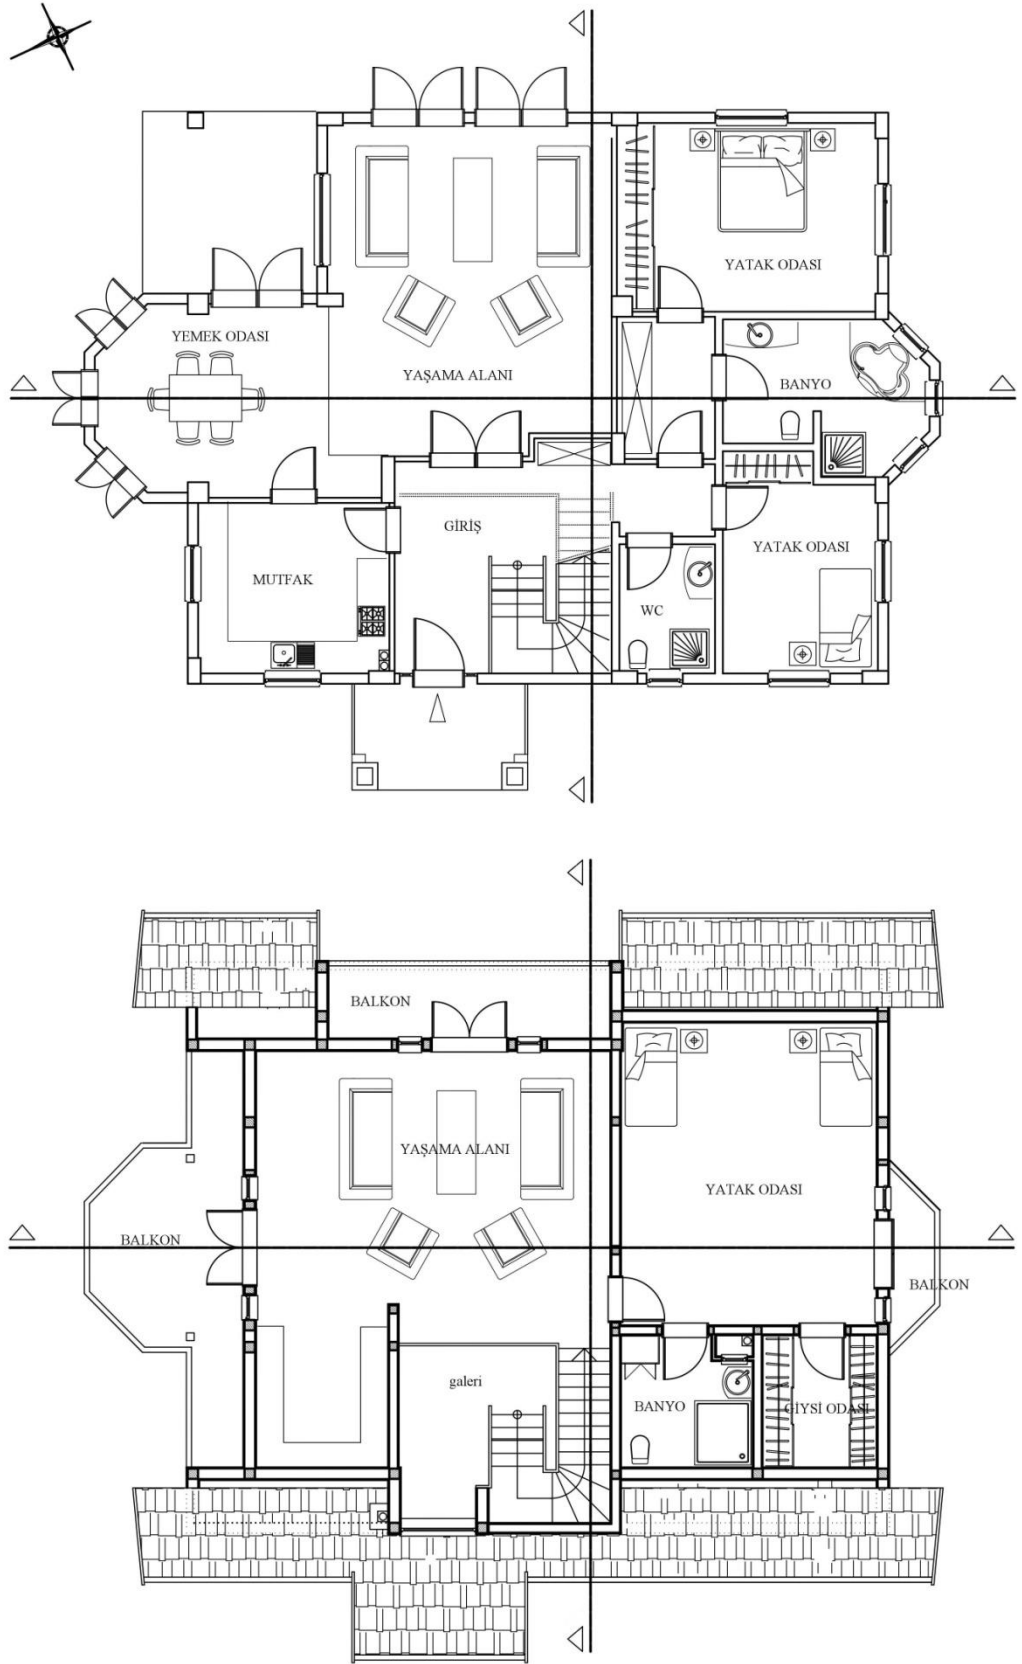 YATAK ODASI
YEMEK ODASI
YAŞAMA ALANI
BANYO
GİRİŞ
YATAK ODASI
MUTFAK
WC
BALKON
YAŞAMA ALANI
YATAK ODASI
BALKON
BALKON
galeri
BANYO
GİYSİ ODASI